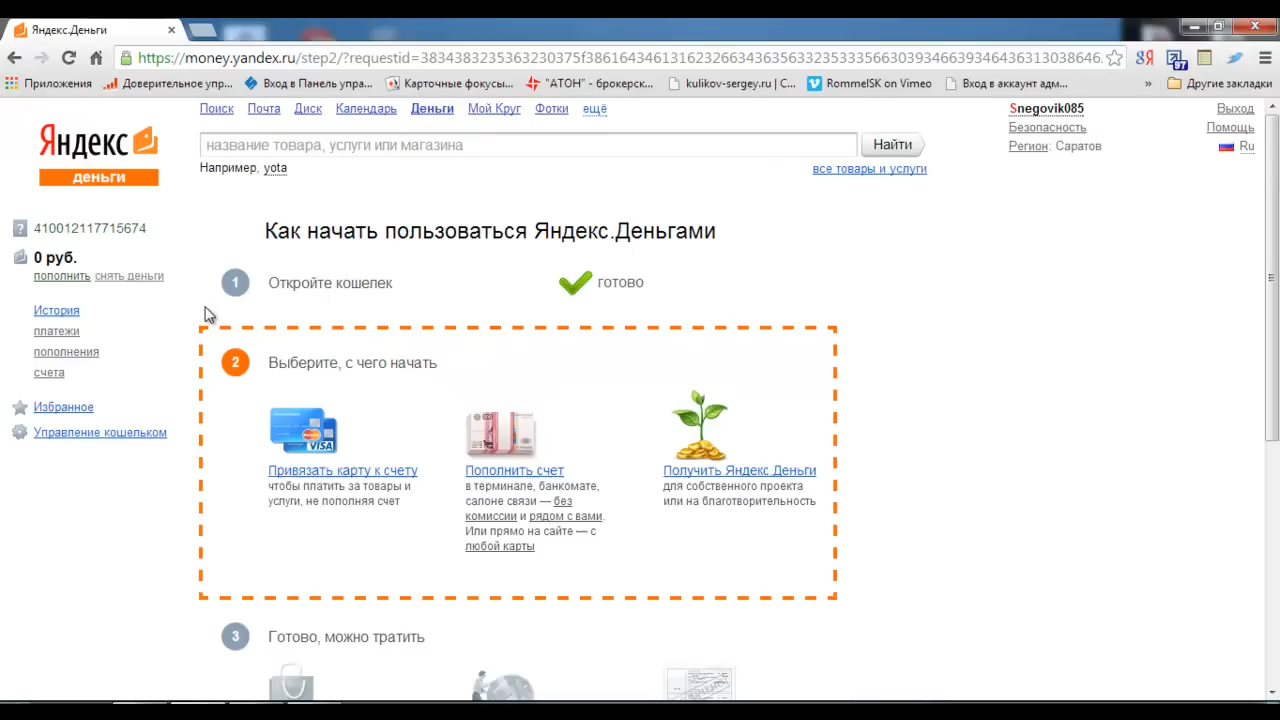 Яндекс.Деньги
https://money.yandex.ru/step2/?requestid=
Приложения
Доверительное упр...
Вход в Панель упра...
Карточные фокусы...
"АТОН" - брокерск...
kulikov-sergey.ru | С...
RommelSK on Vimeo
Вход в аккаунт адм...
»
Другие закладки
Поиск Почта Диск Календарь Деньги Мой Круг Фотки ещё
Snegovik085
Выход
Безопасность
Помощь
Регион: Саратов
Ru
Яндекс
деньги
название товара, услуги или магазина
Найти
Например, yota
все товары и услуги
410012117715674
0 руб.
пополнить снять деньги
История
платежи
пополнения
счета
Избранное
Управление кошельком
Как начать пользоваться Яндекс.Деньгами
1 Откройте кошелек
готово
2 Выберите, с чего начать
VISA
Привязать карту к счету
чтобы платить за товары и
услуги, не пополняя счет
Пополнить счет
в терминале, банкомате,
салоне связи — без
комиссии и рядом с вами.
Или прямо на сайте — с
любой карты
Получить Яндекс.Деньги
для собственного проекта
или на благотворительность
3 Готово, можно тратить